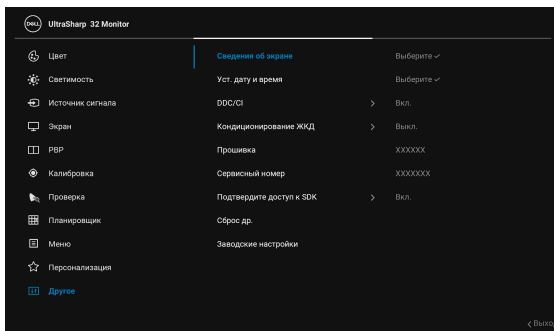 DELL UltraSharp 32 Monitor
Цвет Сведения об экране Выберите ✓
Светимость Уст. дату и время Выберите ✓
Источник сигнала DDC/CI > Вкл.
Экран Кондиционирование ЖКД > Выкл.
PBP Прошивка XXXXXX
Калибровка Сервисный номер XXXXXXX
Проверка Подтвердите доступ к SDK > Вкл.
Планировщик Сброс др.
Меню Заводские настройки
Персонализация
Другое
< Выход